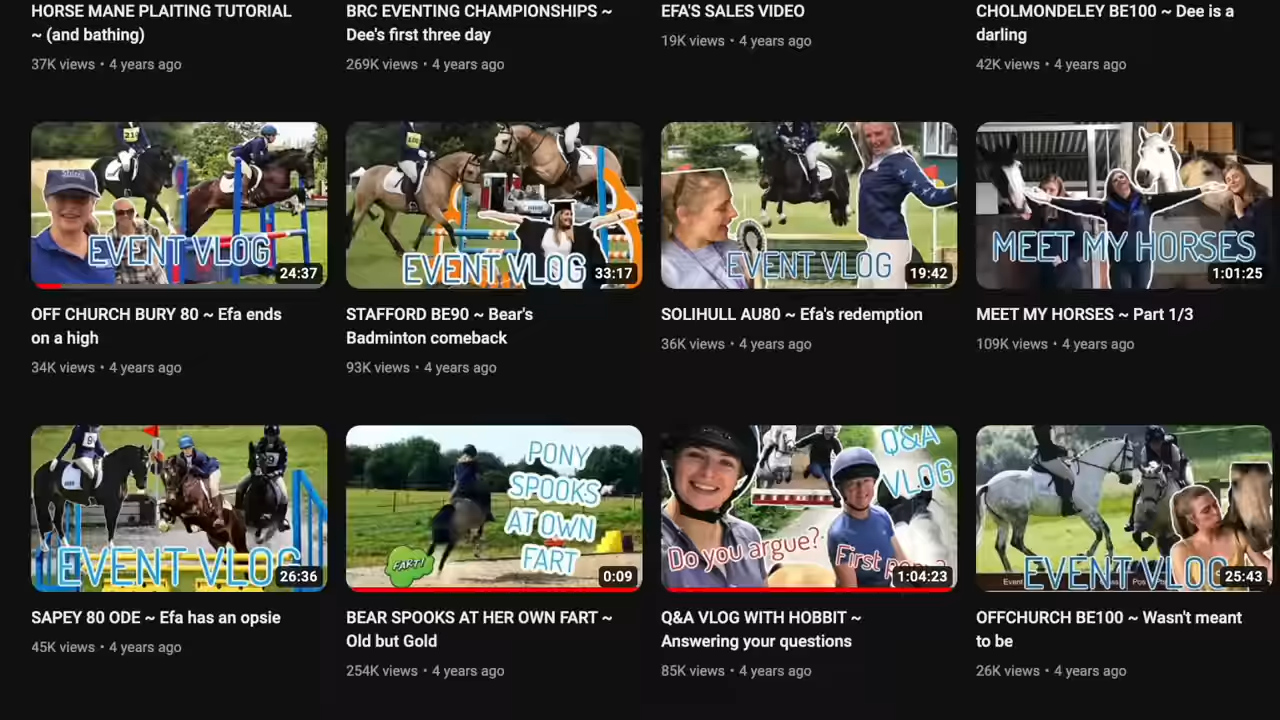 HORSE MANE PLAITING TUTORIAL
~ (and bathing)
37K views • 4 years ago
BRC EVENTING CHAMPIONSHIPS ~
Dee's first three day
269K views • 4 years ago
EFA'S SALES VIDEO
19K views • 4 years ago
CHOLMONDELEY BE100 ~ Dee is a
darling
42K views • 4 years ago
EVENT VLOG
24:37
OFF CHURCH BURY 80 ~ Efa ends
on a high
34K views • 4 years ago
EVENT VLOG
33:17
STAFFORD BE90 ~ Bear's
Badminton comeback
93K views • 4 years ago
EVENT VLOG
19:42
SOLIHULL AU80 ~ Efa's redemption
36K views • 4 years ago
MEET MY HORSES
1:01:25
MEET MY HORSES ~ Part 1/3
109K views • 4 years ago
EVENT VLOG
26:36
SAPEY 80 ODE ~ Efa has an opsie
45K views • 4 years ago
PONY
SPOOKS
AT OWN
FART
FART!
0:09
BEAR SPOOKS AT HER OWN FART ~
Old but Gold
254K views • 4 years ago
Q&A
VLOG
Do you argue?
First
1:04:23
Q&A VLOG WITH HOBBIT ~
Answering your questions
85K views • 4 years ago
EVENT VLOG
25:43
OFFCHURCH BE100 ~ Wasn't meant
to be
26K views • 4 years ago